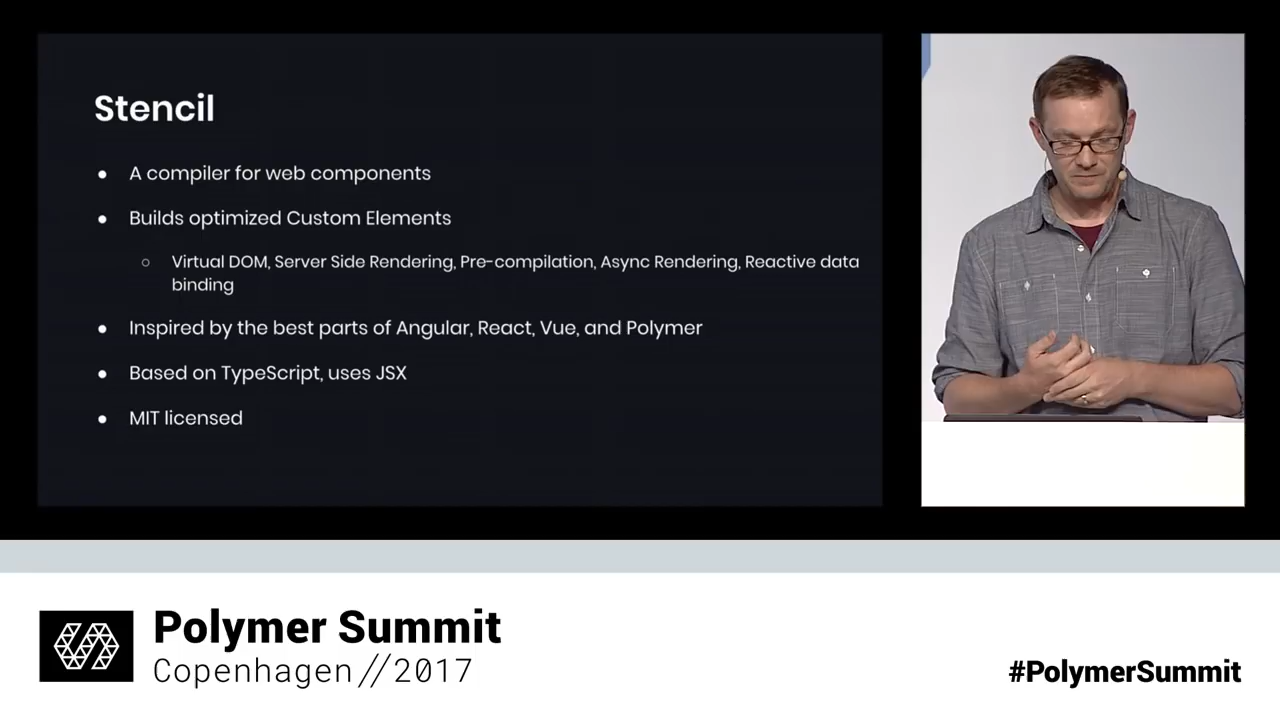 Stencil
● A compiler for web components
● Builds optimized Custom Elements
○ Virtual DOM, Server Side Rendering, Pre-compilation, Async Rendering, Reactive data
binding
● Inspired by the best parts of Angular, React, Vue, and Polymer
● Based on TypeScript, uses JSX
● MIT licensed
Polymer Summit
Copenhagen//2017
#PolymerSummit